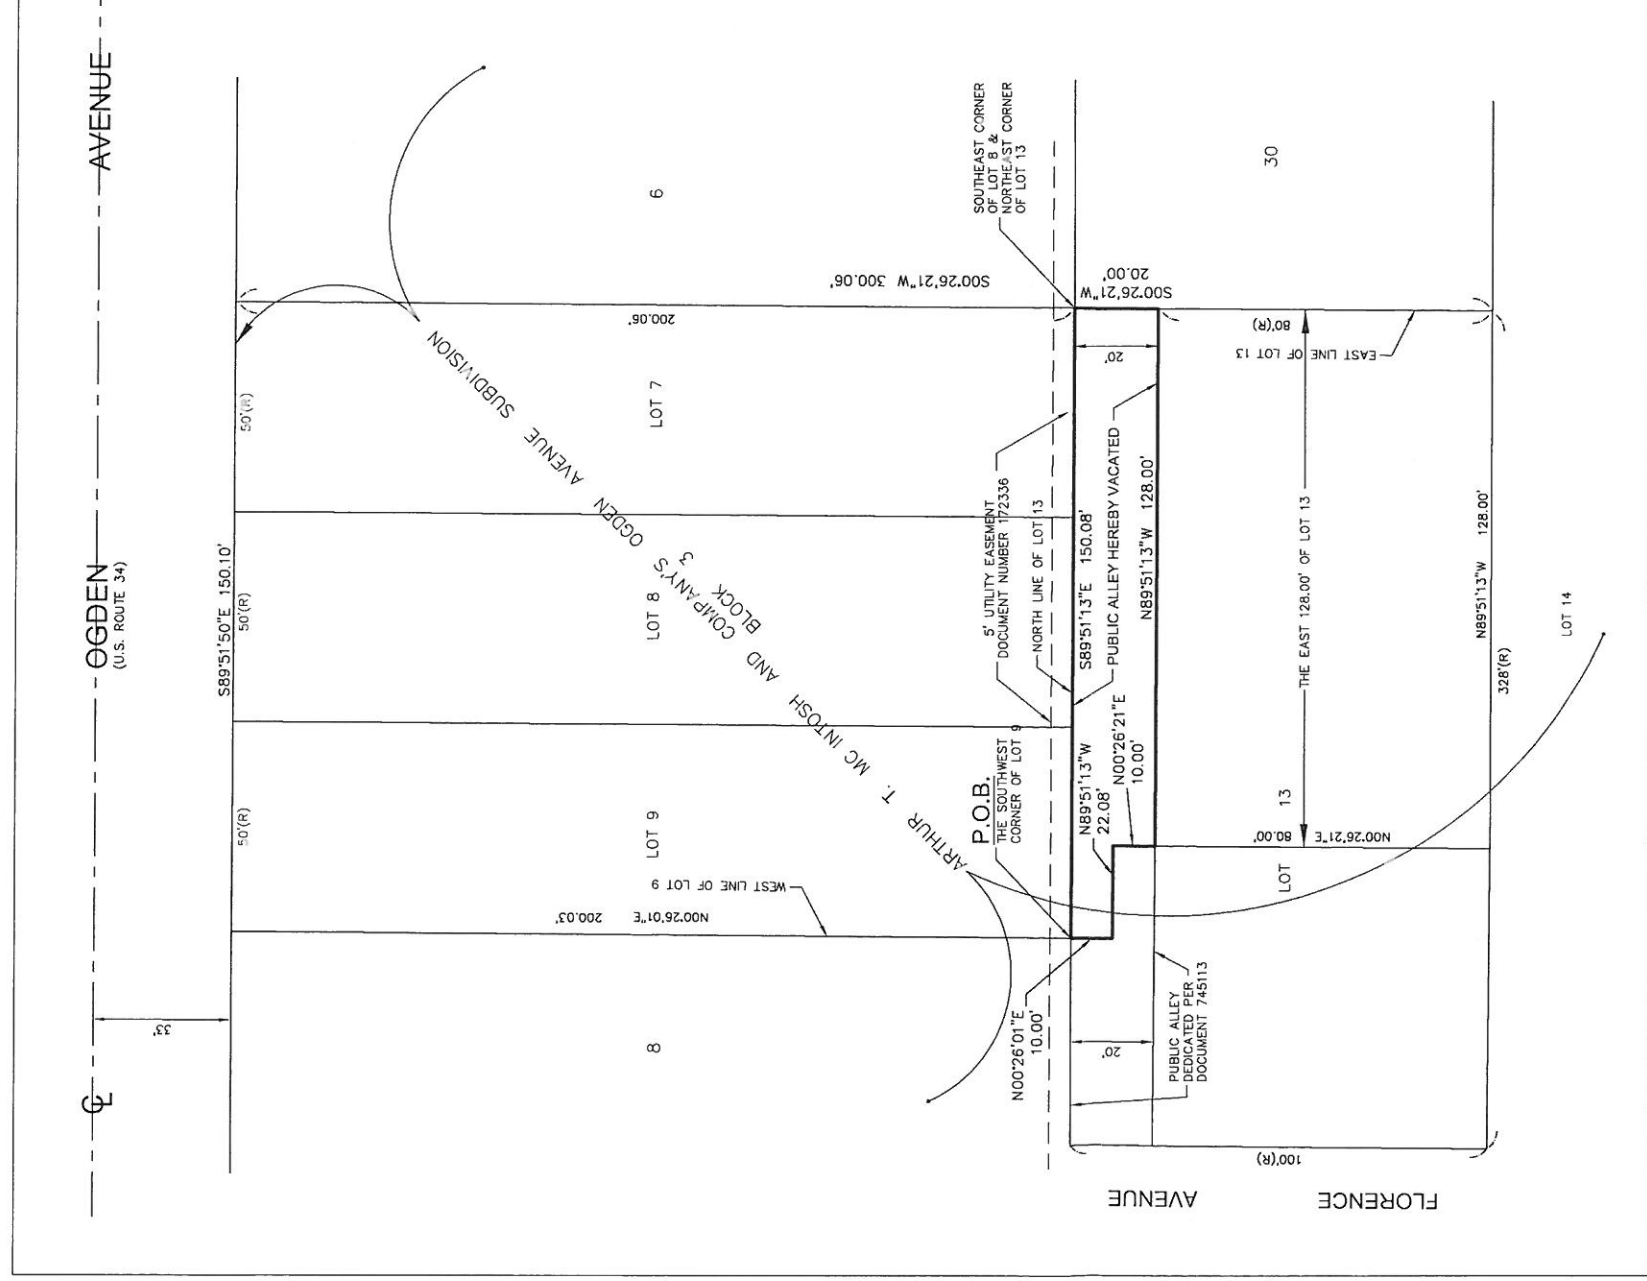 ℄
OGDEN AVENUE
(U.S. ROUTE 34)
33'
S89°51'50"E 150.10'
50'(R)
50'(R)
50'(R)
8
LOT 9
LOT 8
LOT 7
6
WEST LINE OF LOT 9
N00°26'01"E 200.03'
200.06'
S00°26'21"W 300.06'
ARTHUR T. MC INTOSH AND COMPANY'S OGDEN AVENUE SUBDIVISION
BLOCK 3
P.O.B.
THE SOUTHWEST
CORNER OF LOT 9
5' UTILITY EASEMENT
DOCUMENT NUMBER 172336
NORTH LINE OF LOT 13
SOUTHEAST CORNER
OF LOT 8 &
NORTHEAST CORNER
OF LOT 13
N00°26'01"E
10.00'
S89°51'13"E 150.08'
PUBLIC ALLEY HEREBY VACATED
N89°51'13"W
22.08'
N00°26'21"E
10.00'
N89°51'13"W 128.00'
20'
S00°26'21"W
20.00'
20'
PUBLIC ALLEY
DEDICATED PER
DOCUMENT 745113
80'(R)
EAST LINE OF LOT 13
30
THE EAST 128.00' OF LOT 13
LOT 13
N00°26'21"E 80.00'
100'(R)
FLORENCE AVENUE
N89°51'13"W 128.00'
328'(R)
LOT 14